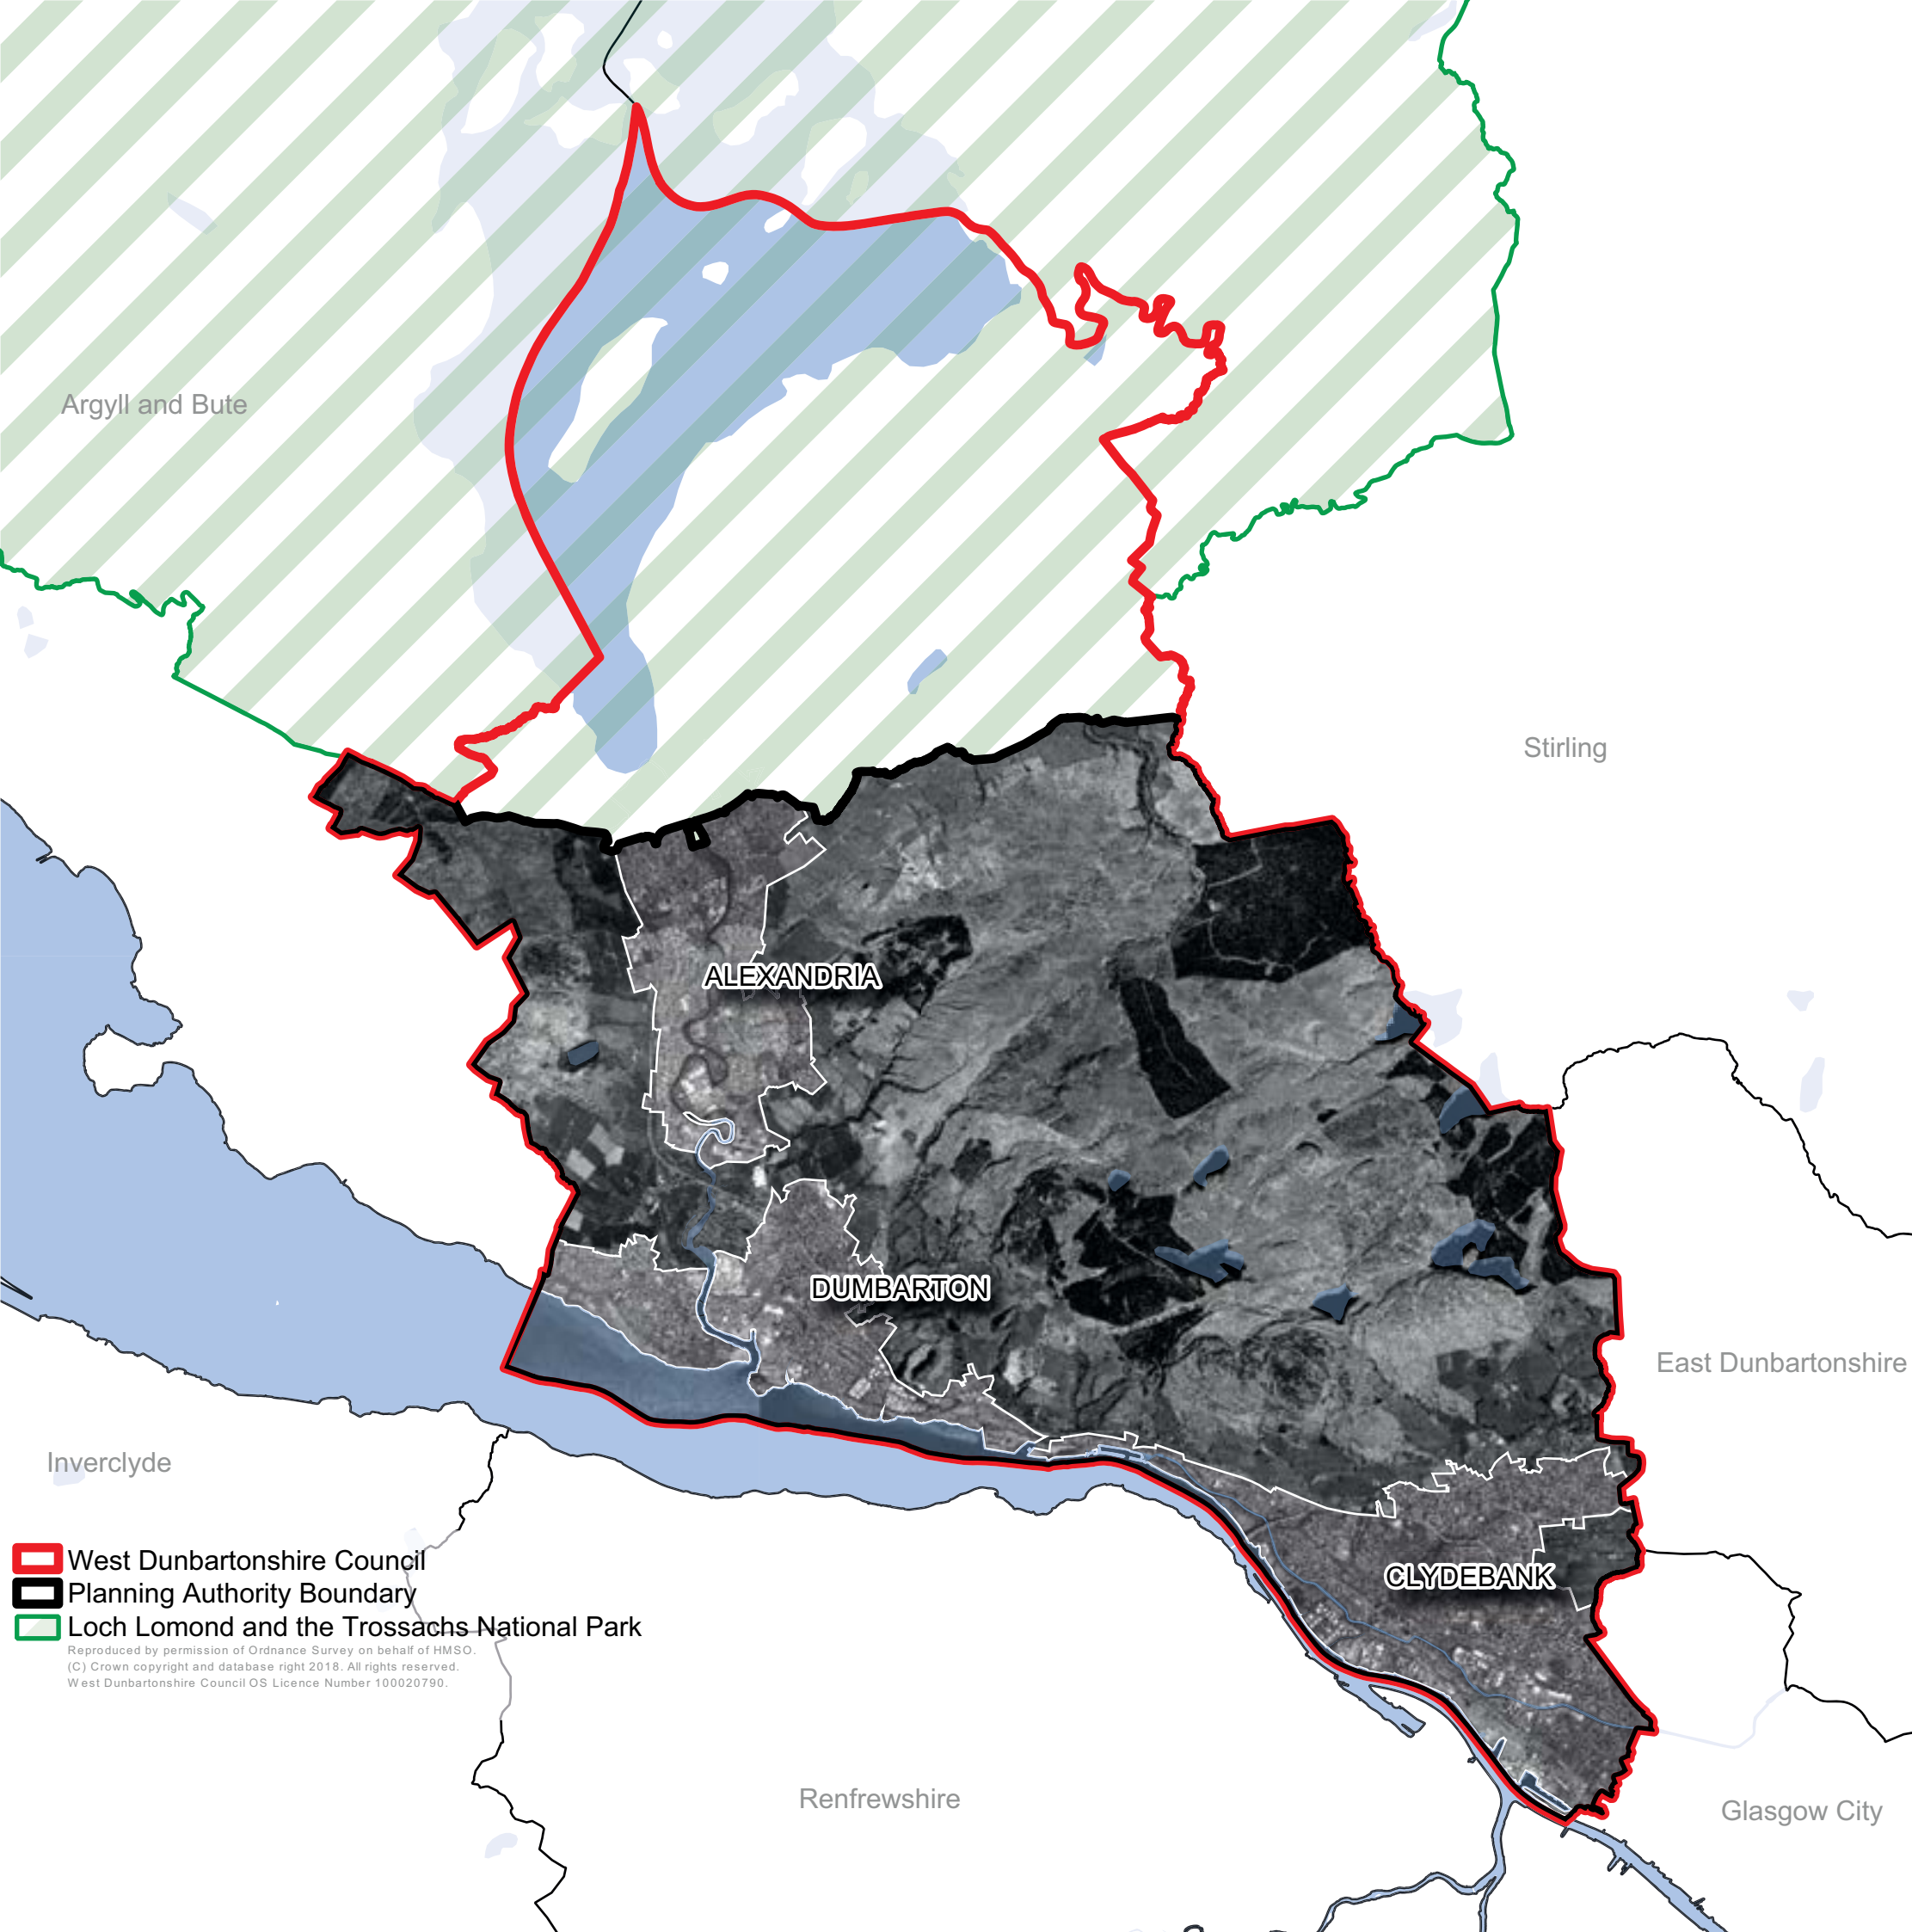 Argyll and Bute
Stirling
ALEXANDRIA
DUMBARTON
East Dunbartonshire
Inverclyde
CLYDEBANK
West Dunbartonshire Council
Planning Authority Boundary
Loch Lomond and the Trossachs National Park
Reproduced by permission of Ordnance Survey on behalf of HMSO.
(C) Crown copyright and database right 2018. All rights reserved.
West Dunbartonshire Council OS Licence Number 100020790.
Renfrewshire
Glasgow City